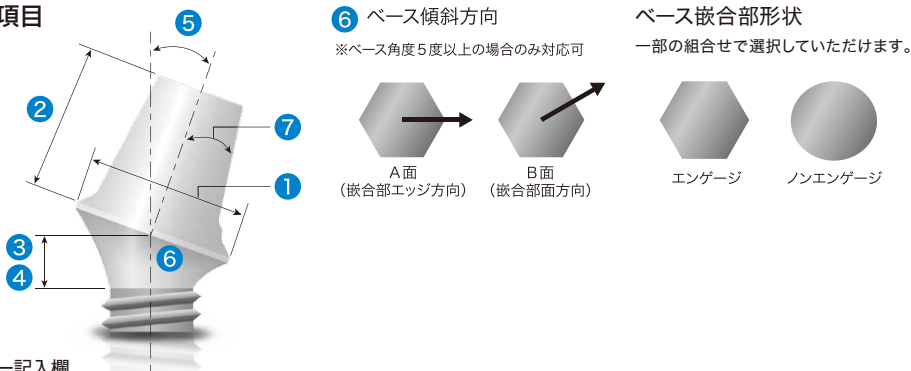 項目
5
2
7
1
3
4
6
6 ベース傾斜方向
※ベース角度5度以上の場合のみ対応可
A面
(嵌合部エッジ方向)
B面
(嵌合部面方向)
ベース嵌合部形状
一部の組合せで選択していただけます。
エンゲージ
ノンエンゲージ
ー記入欄